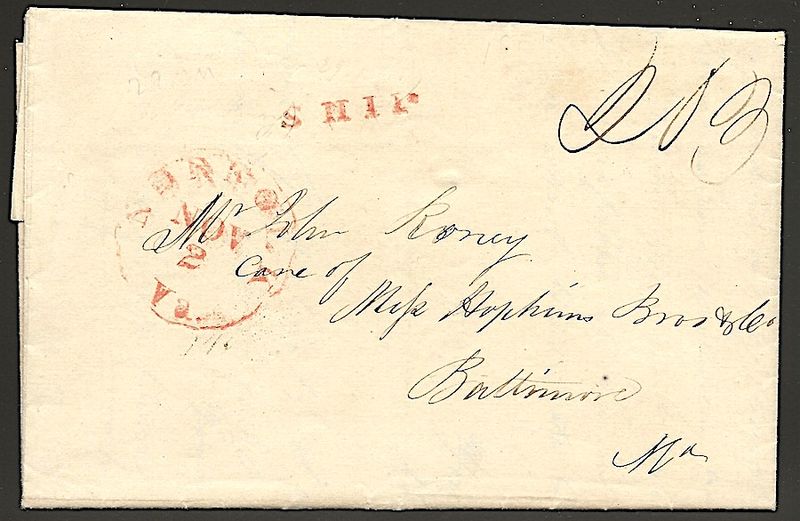 SHIP
NOV
2
Va.
Mr John Roney
Care of
Mess Hopkins Bros & Co
Baltimore
Md